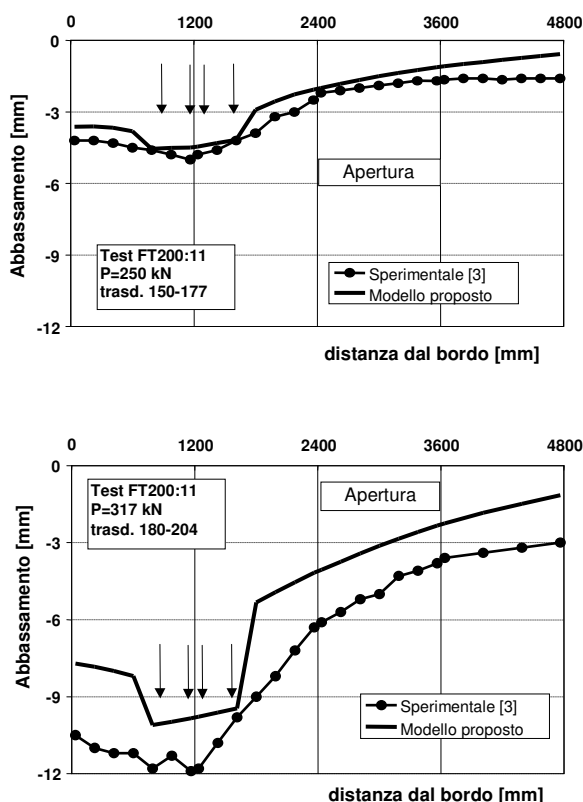 0 1200 2400 3600 4800
0
-3
-6
-9
-12
Abbassamento [mm]
Apertura
Test FT200:11
P=250 kN
trasd. 150-177
Sperimentale [3]
Modello proposto
distanza dal bordo [mm]
0 1200 2400 3600 4800
0
-3
-6
-9
-12
Abbassamento [mm]
Test FT200:11
P=317 kN
trasd. 180-204
Apertura
Sperimentale [3]
Modello proposto
distanza dal bordo [mm]